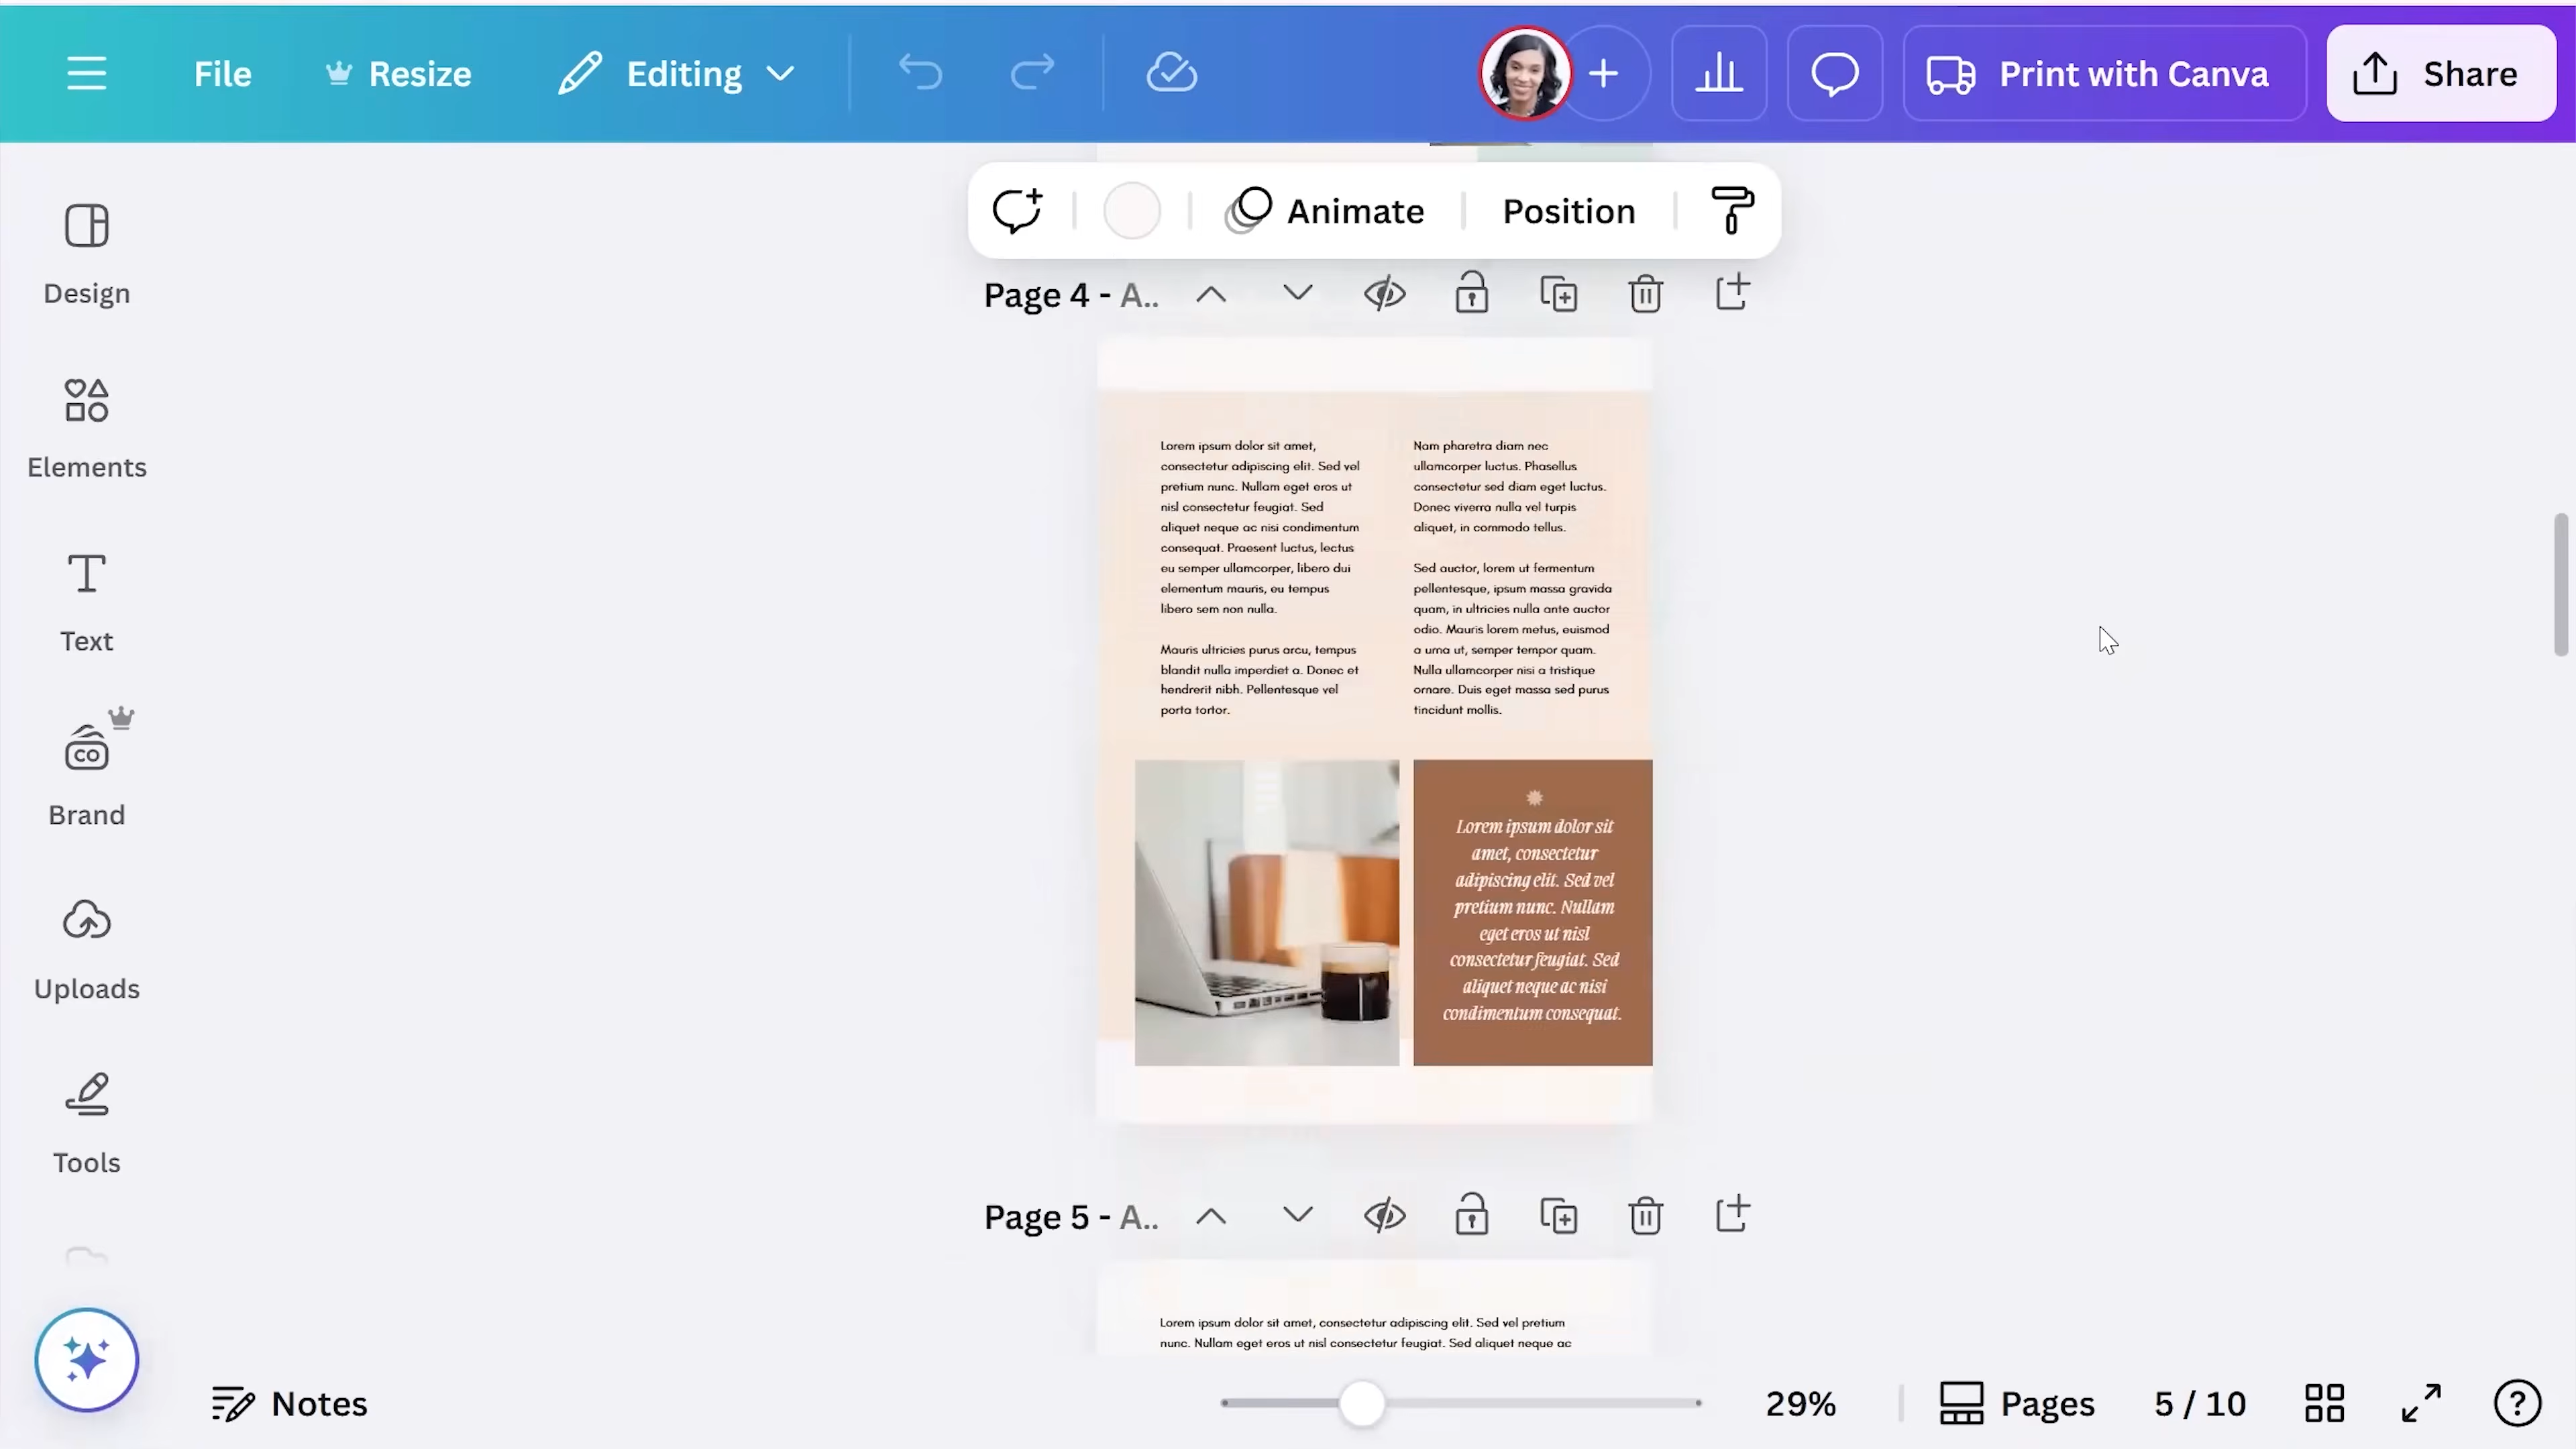 File
Resize
Editing
Print with Canva
Share
Animate
Position
Design
Elements
Text
CO
Brand
Uploads
Tools
Page 4 - A..
Lorem ipsum dolor sit amet,
consectetur adipiscing elit. Sed vel
pretium nunc. Nullam eget eros ut
nisl consectetur feugiat. Sed
aliquet neque ac nisi condimentum
consequat. Praesent luctus, lectus
eu semper ullamcorper, libero dui
elementum mauris, eu tempus
libero sem non nulla.
Mauris ultricies purus arcu, tempus
blandit nulla imperdiet a. Donec et
hendrerit nibh. Pellentesque vel
porta tortor.
Nam pharetra diam nec
ullamcorper luctus. Phasellus
consectetur sed diam eget luctus.
Donec viverra nulla vel turpis
aliquet, in commodo tellus.
Sed auctor, lorem ut fermentum
pellentesque, ipsum massa gravida
quam, in ultricies nulla ante auctor
odio. Mauris lorem metus, euismod
a urna ut, semper tempor quam.
Nulla ullamcorper nisi a tristique
ornare. Duis eget massa sed purus
tincidunt mollis.
Lorem ipsum dolor sit
amet, consectetur
adipiscing elit. Sed vel
pretium nunc. Nullam
eget eros ut nisl
consectetur feugiat. Sed
aliquet neque ac nisi
condimentum consequat.
Page 5 - A..
Lorem ipsum dolor sit amet, consectetur adipiscing elit. Sed vel pretium
nunc. Nullam eget eros ut nisl consectetur feugiat. Sed aliquet neque ac
Notes
29%
Pages
5 / 10
?